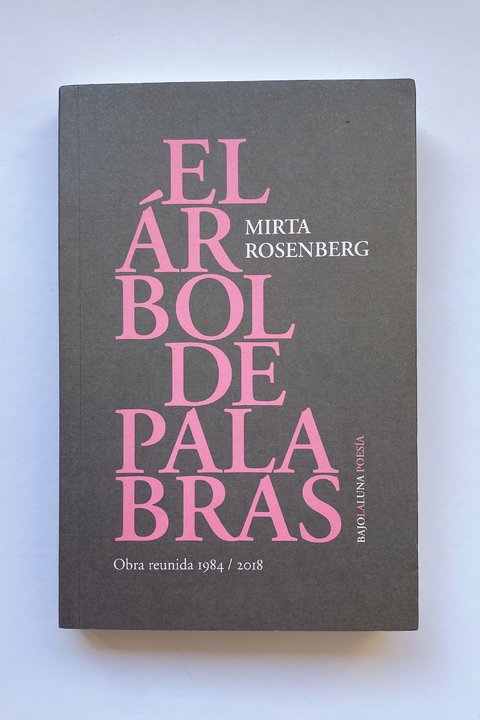 EL
ÁR
BOL
DE
PALA
BRAS
MIRTA
ROSENBERG
Obra reunida 1984 / 2018
BAJOLALUNA POESÍA